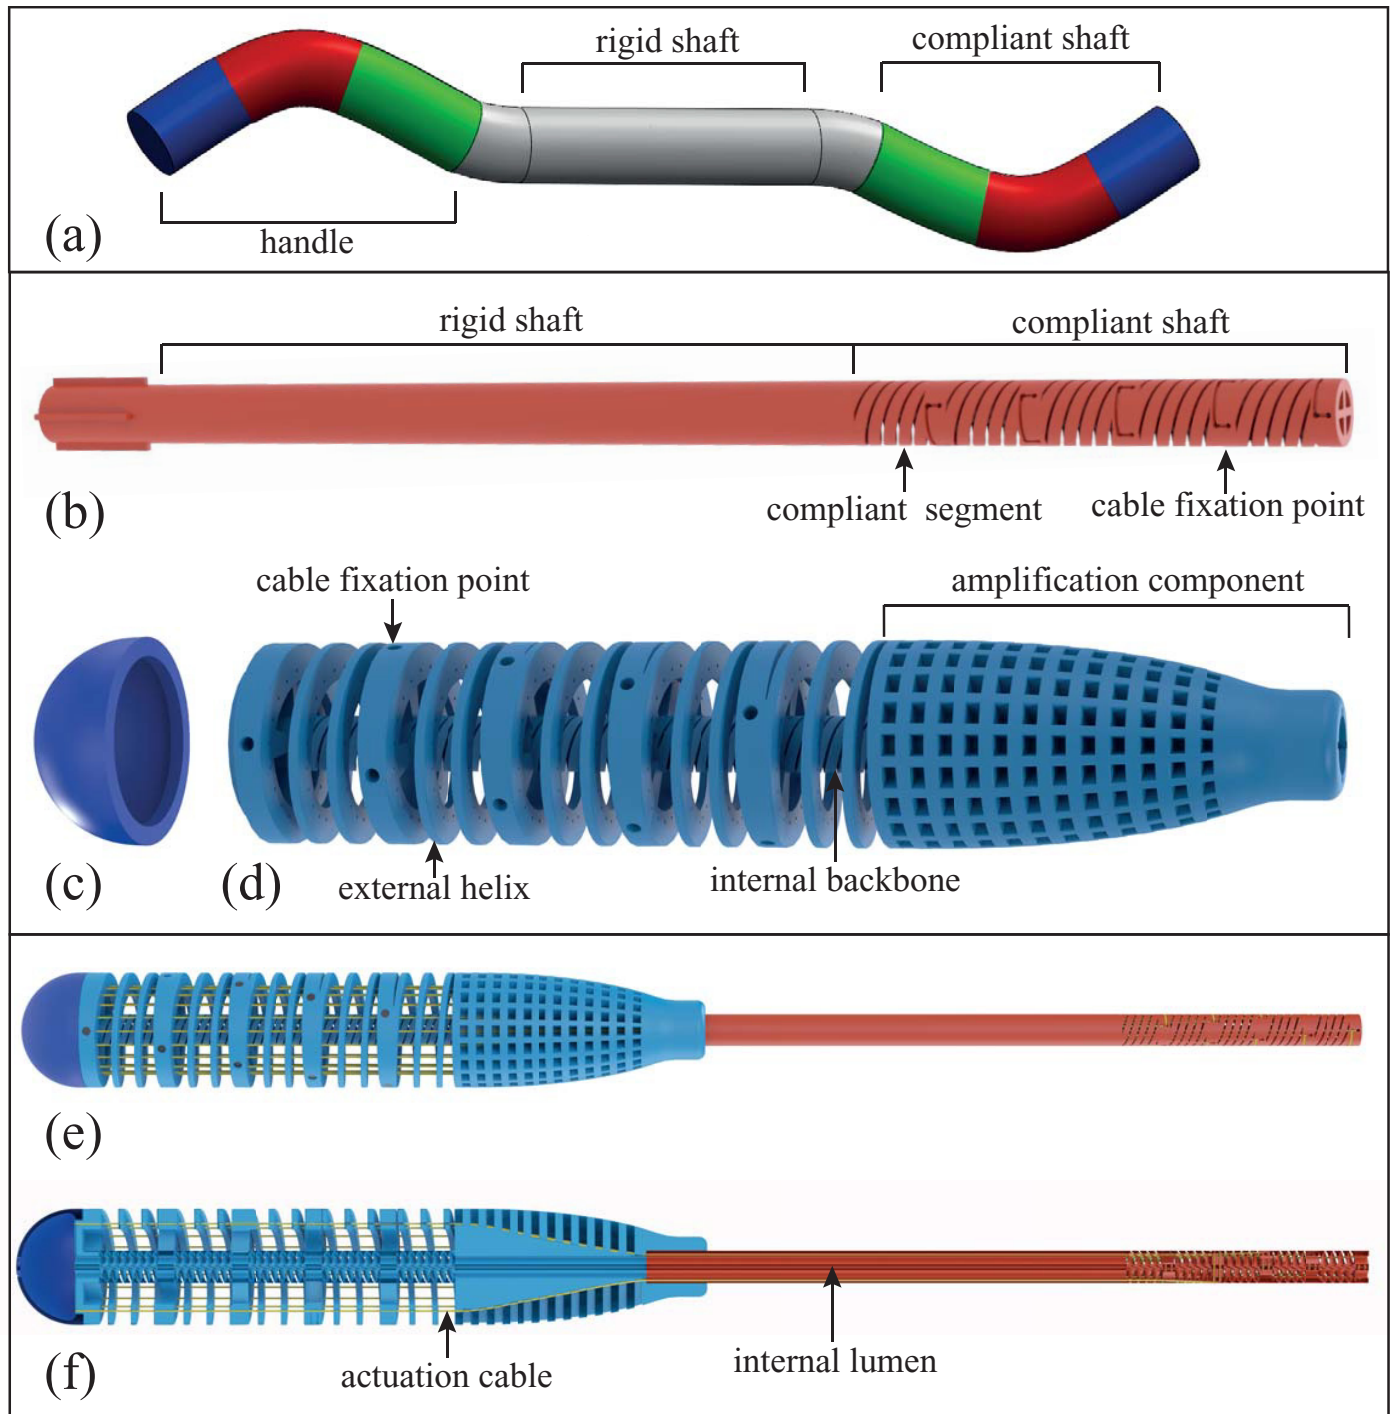 rigid shaft
compliant shaft
handle
(a)
rigid shaft
compliant shaft
compliant segment
cable fixation point
(b)
cable fixation point
amplification component
external helix
internal backbone
(c)
(d)
(e)
actuation cable
internal lumen
(f)